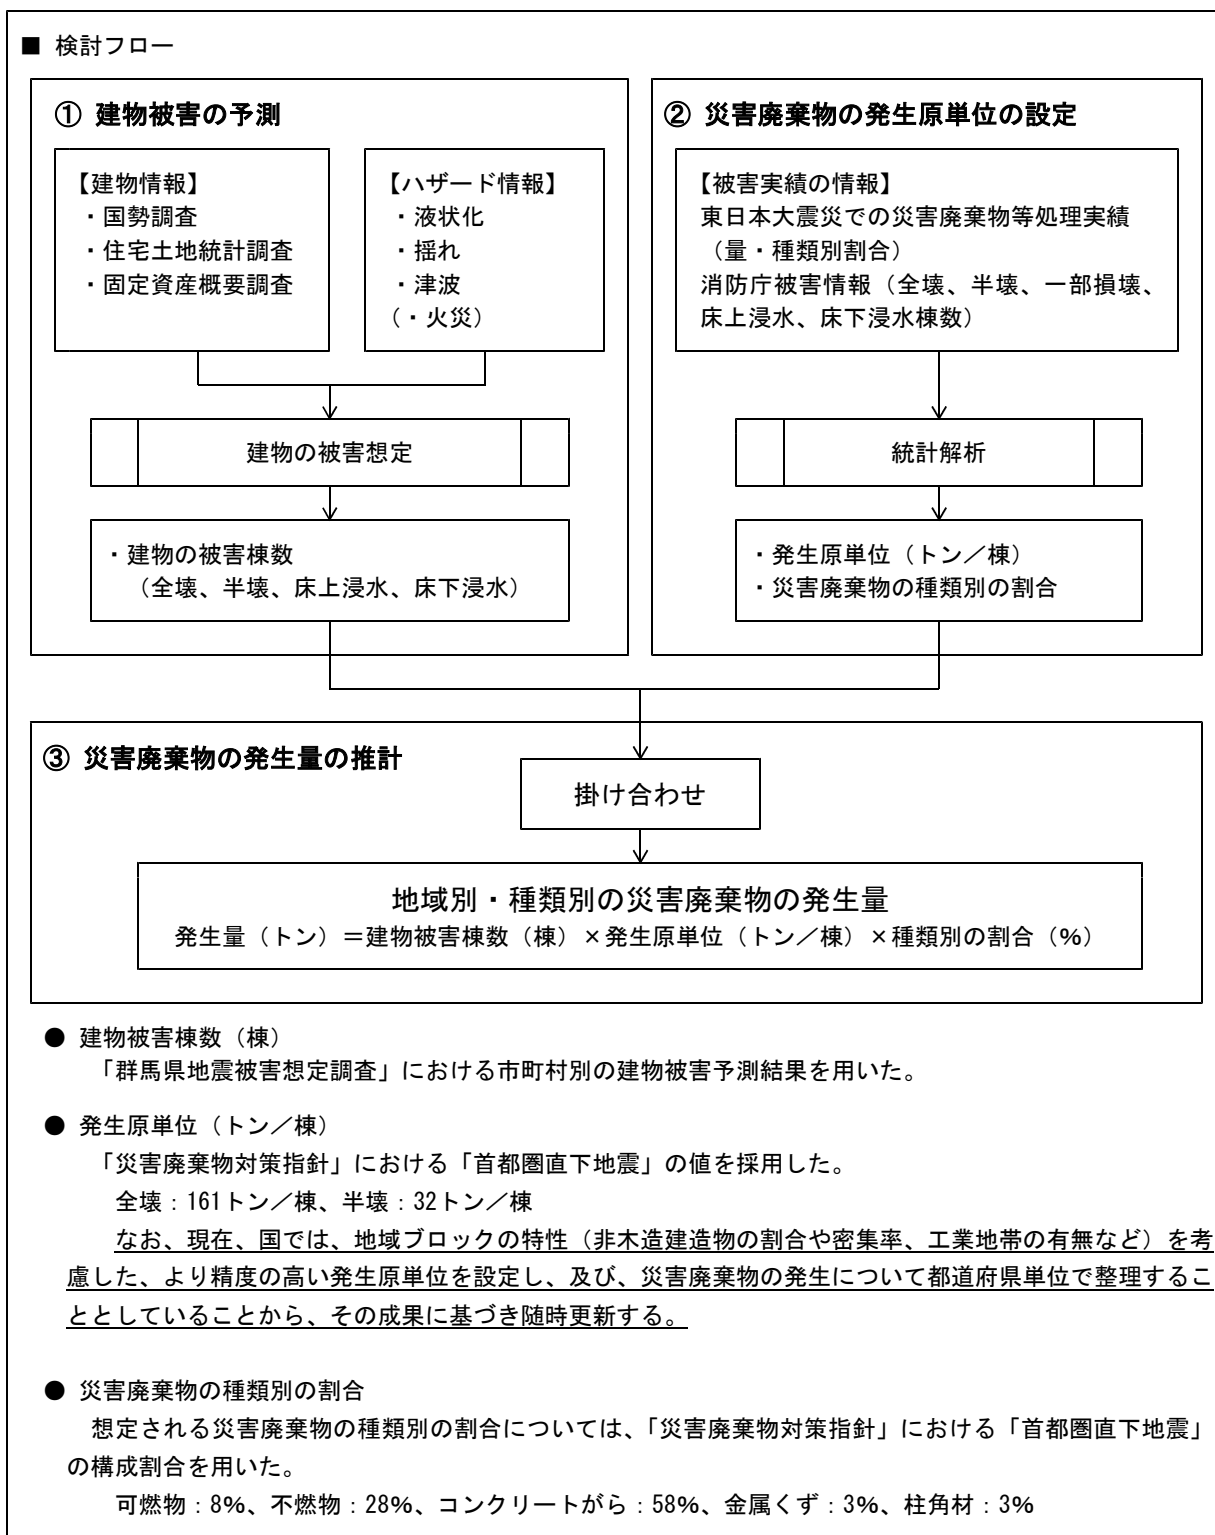 ■ 検討フロー
① 建物被害の予測
【建物情報】
・国勢調査
・住宅土地統計調査
・固定資産概要調査
【ハザード情報】
・液状化
・揺れ
・津波
（・火災）
建物の被害想定
・建物の被害棟数
（全壊、半壊、床上浸水、床下浸水）
② 災害廃棄物の発生原単位の設定
【被害実績の情報】
東日本大震災での災害廃棄物等処理実績
（量・種類別割合）
消防庁被害情報（全壊、半壊、一部損壊、
床上浸水、床下浸水棟数）
統計解析
・発生原単位（トン／棟）
・災害廃棄物の種類別の割合
③ 災害廃棄物の発生量の推計
掛け合わせ
地域別・種類別の災害廃棄物の発生量
発生量（トン）＝建物被害棟数（棟）×発生原単位（トン／棟）×種類別の割合（%）
● 建物被害棟数（棟）
「群馬県地震被害想定調査」における市町村別の建物被害予測結果を用いた。
● 発生原単位（トン／棟）
「災害廃棄物対策指針」における「首都圏直下地震」の値を採用した。
全壊：161トン／棟、半壊：32トン／棟
なお、現在、国では、地域ブロックの特性（非木造建造物の割合や密集率、工業地帯の有無など）を考
慮した、より精度の高い発生原単位を設定し、及び、災害廃棄物の発生について都道府県単位で整理するこ
ととしていることから、その成果に基づき随時更新する。
● 災害廃棄物の種類別の割合
想定される災害廃棄物の種類別の割合については、「災害廃棄物対策指針」における「首都圏直下地震」
の構成割合を用いた。
可燃物：8%、不燃物：28%、コンクリートがら：58%、金属くず：3%、柱角材：3%